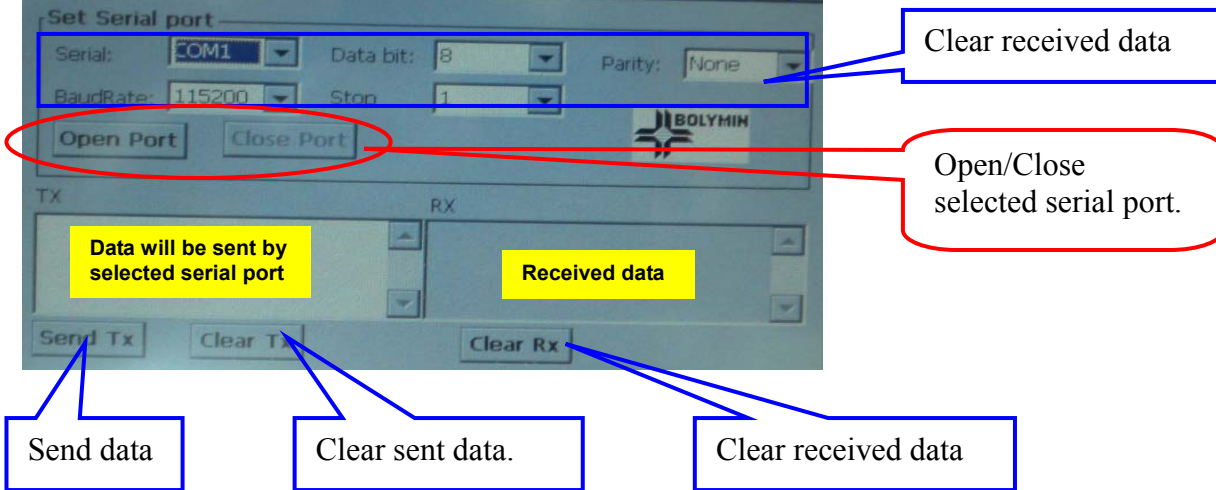 Set Serial port
Serial: COM1 Data bit: 8 Parity: None
BaudRate: 115200 Stop 1
Open Port Close Port
BOLYMIN
TX RX
Data will be sent by
selected serial port
Received data
Send Tx Clear Tx Clear Rx
Clear received data
Open/Close
selected serial port.
Send data
Clear sent data.
Clear received data